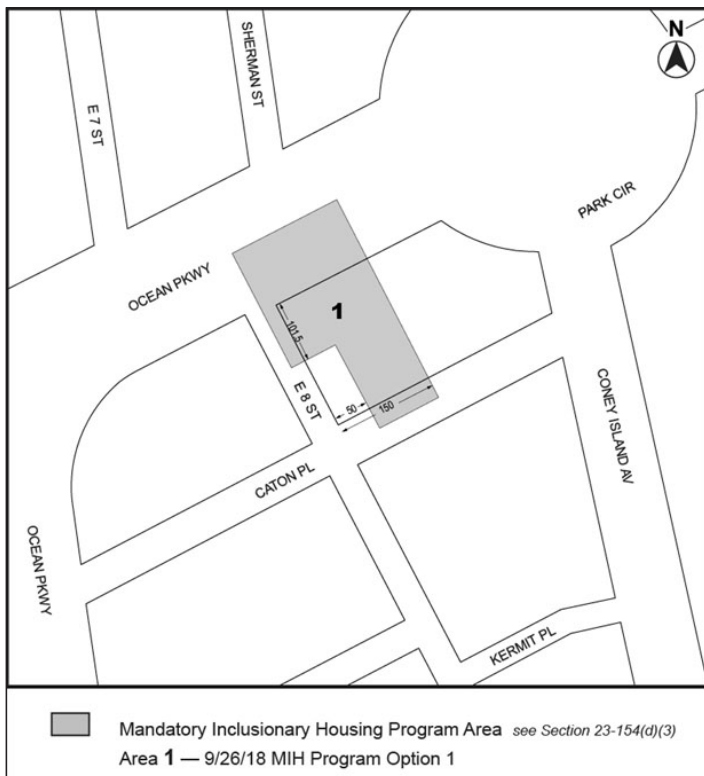 N
SHERMAN ST
E 7 ST
PARK CIR
OCEAN PKWY
1
101.5
E 8 ST
50
150
CONEY ISLAND AV
CATON PL
OCEAN PKWY
KERMIT PL
Mandatory Inclusionary Housing Program Area see Section 23-154(d)(3)
Area 1 — 9/26/18 MIH Program Option 1